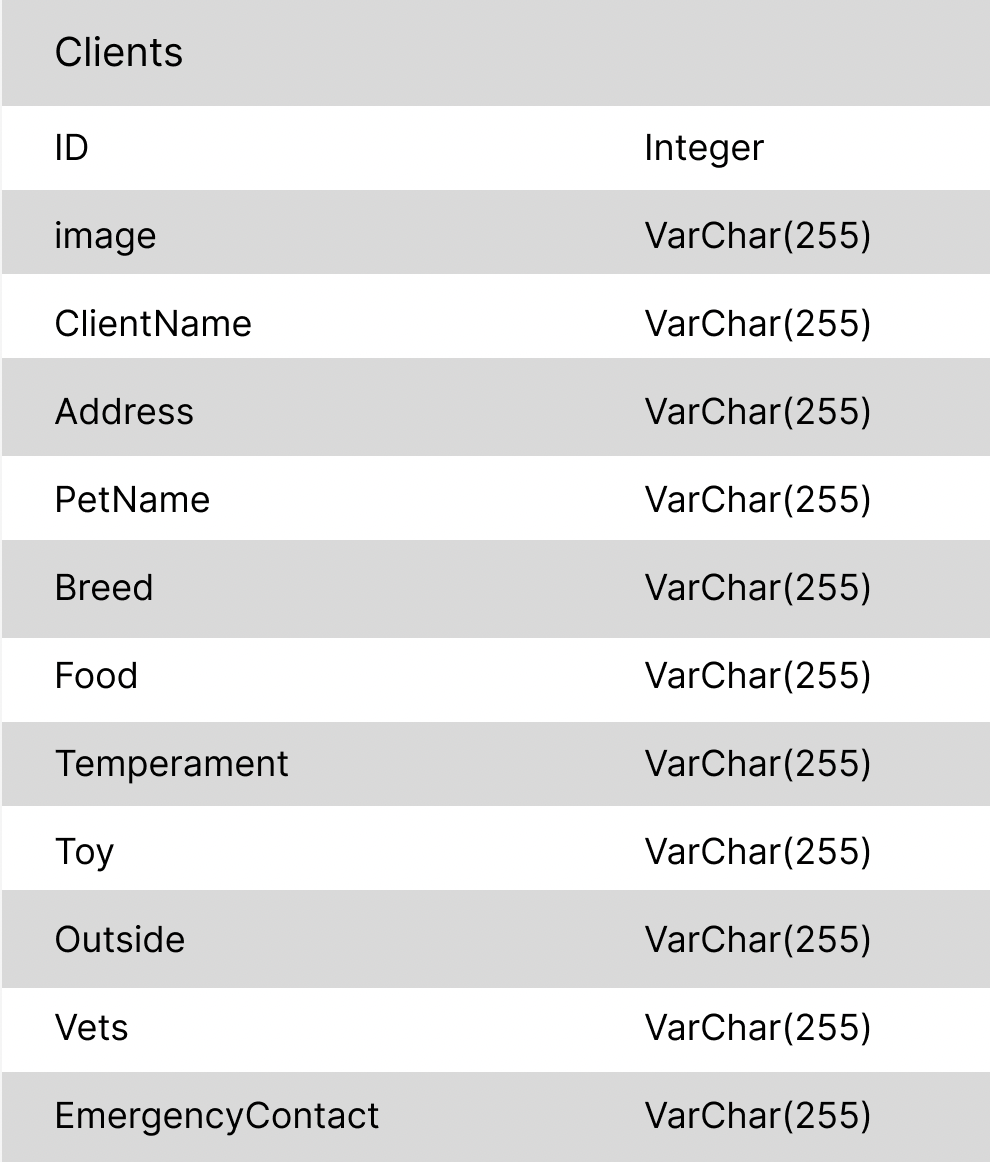 Clients
ID Integer
image VarChar(255)
ClientName VarChar(255)
Address VarChar(255)
PetName VarChar(255)
Breed VarChar(255)
Food VarChar(255)
Temperament VarChar(255)
Toy VarChar(255)
Outside VarChar(255)
Vets VarChar(255)
EmergencyContact VarChar(255)